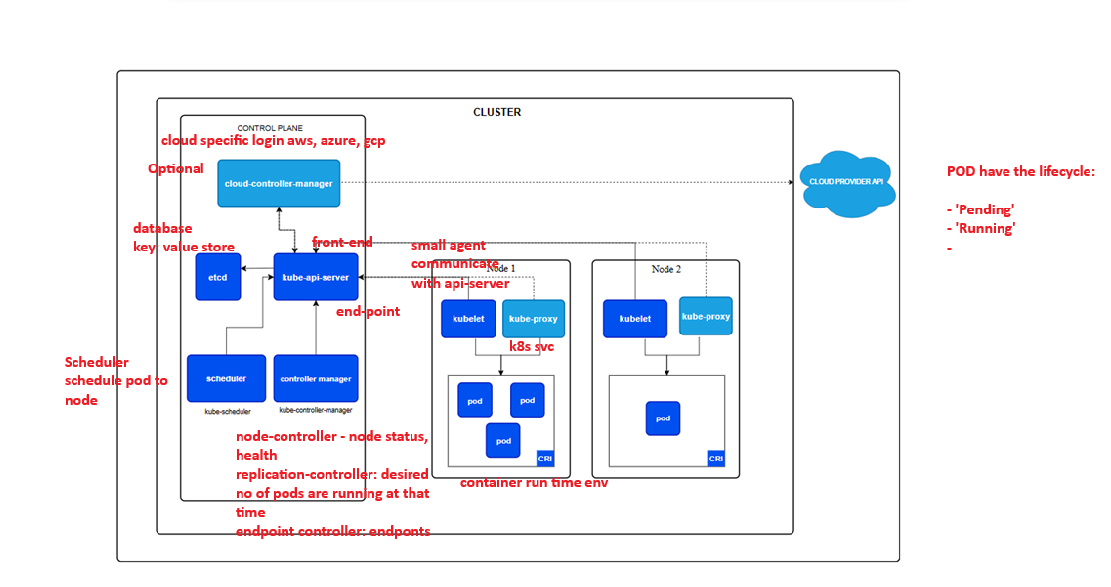 CLUSTER
CONTROL PLANE
cloud specific login aws, azure, gcp
Optional
cloud-controller-manager
CLOUD PROVIDER API
POD have the lifecycle:
- 'Pending'
- 'Running'
-
database
key value store
front-end
small agent
communicate
with api-server
Node 1
Node 2
etcd
kube-api-server
end-point
kubelet
kube-proxy
k8s svc
kubelet
kube-proxy
Scheduler
schedule pod to
node
scheduler
kube-scheduler
controller manager
kube-controller-manager
pod
pod
pod
CRI
pod
CRI
container run time env
node-controller - node status,
health
replication-controller: desired
no of pods are running at that
time
endpoint controller: endponts